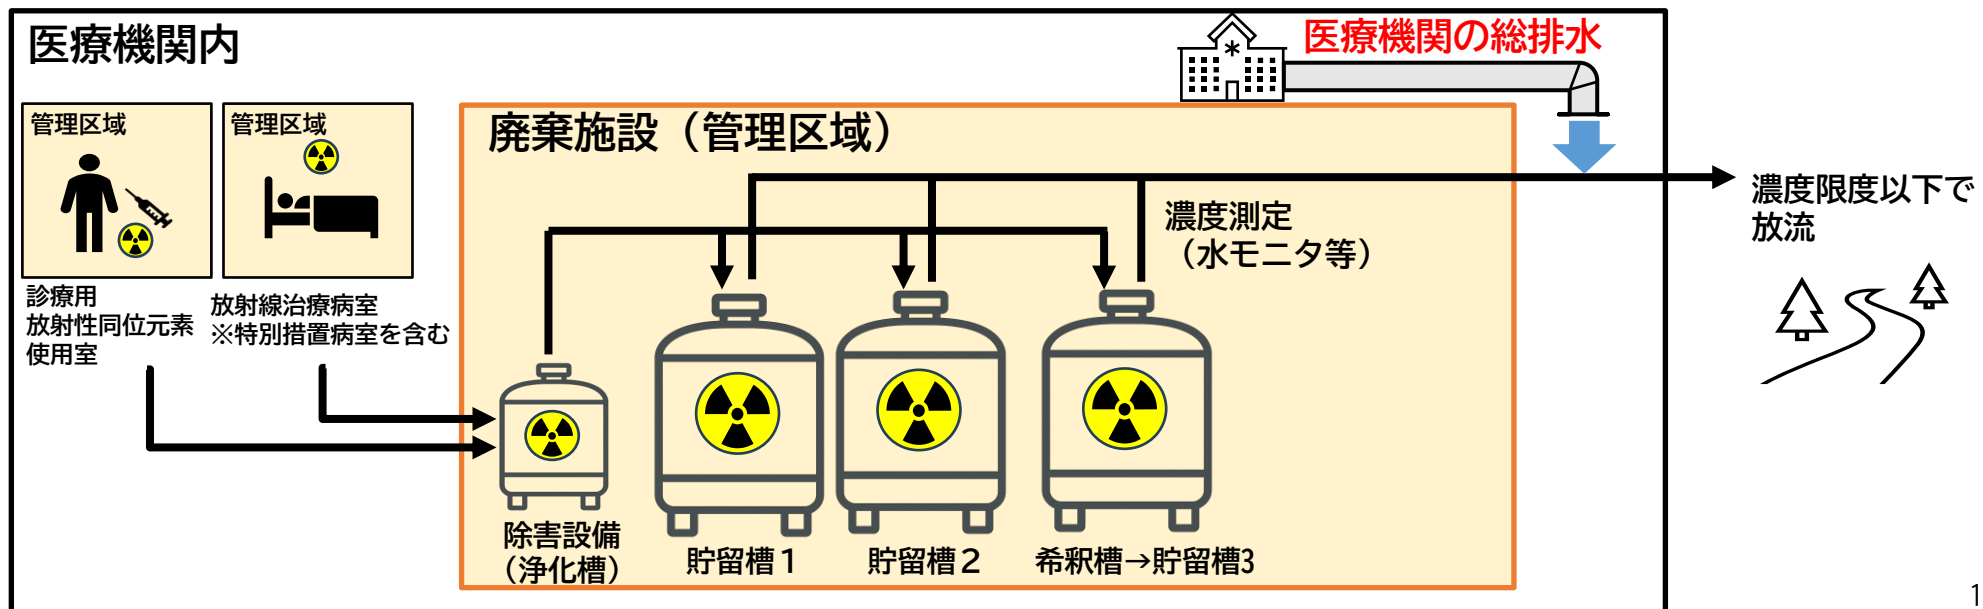 医療機関内
医療機関の総排水
管理区域
管理区域
廃棄施設（管理区域）
濃度測定
（水モニタ等）
濃度限度以下で
放流
診療用
放射性同位元素
使用室
放射線治療病室
※特別措置病室を含む
除害設備
（浄化槽）
貯留槽１
貯留槽２
希釈槽→貯留槽3
1